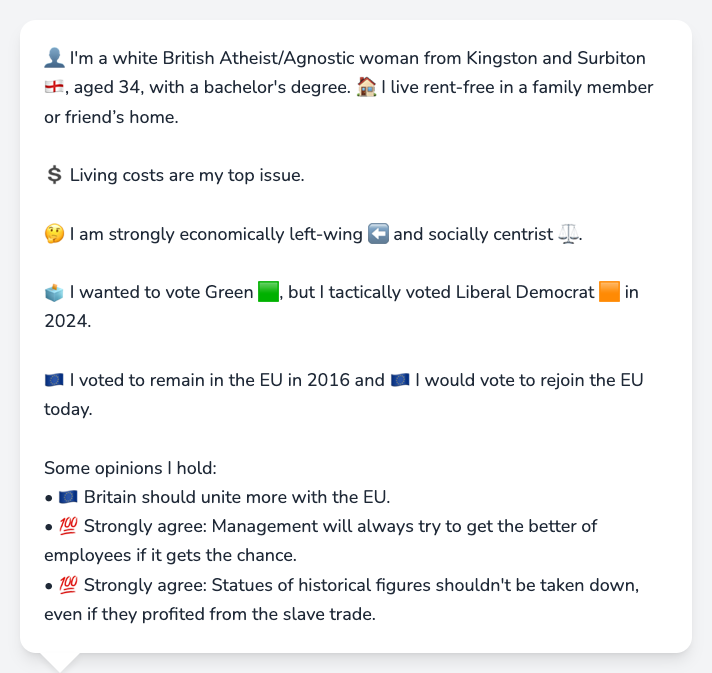 👤 I'm a white British Atheist/Agnostic woman from Kingston and Surbiton
🏴󠁧󠁢󠁥󠁮󠁧󠁿, aged 34, with a bachelor's degree. 🏠 I live rent-free in a family member
or friend’s home.
💲 Living costs are my top issue.
🤔 I am strongly economically left-wing ⬅️ and socially centrist ⚖️.
🗳️ I wanted to vote Green 🟩, but I tactically voted Liberal Democrat 🟧 in
2024.
🇪🇺 I voted to remain in the EU in 2016 and 🇪🇺 I would vote to rejoin the EU
today.
Some opinions I hold:
• 🇪🇺 Britain should unite more with the EU.
• 💯 Strongly agree: Management will always try to get the better of
employees if it gets the chance.
• 💯 Strongly agree: Statues of historical figures shouldn't be taken down,
even if they profited from the slave trade.